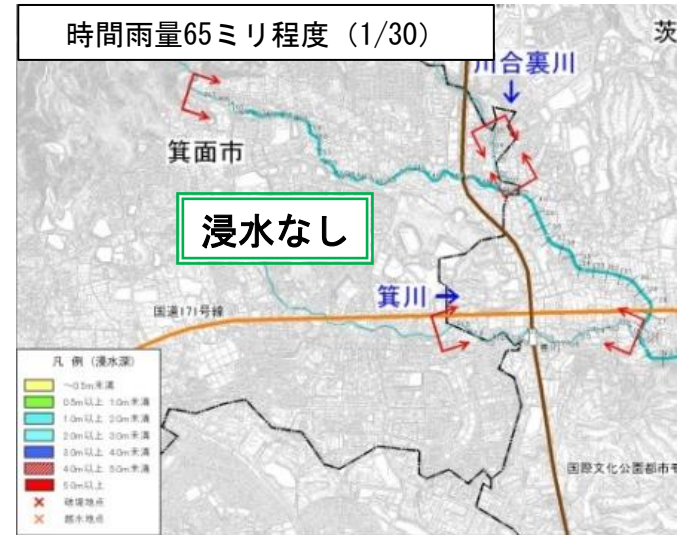 時間雨量65ミリ程度（1/30）
茨
川合裏川
↓
箕面市
浸水なし
箕川→
国道171号線
凡 例（浸水深）
～0.5m未満
0.5m以上 1.0m未満
1.0m以上 2.0m未満
2.0m以上 3.0m未満
3.0m以上 4.0m未満
4.0m以上 5.0m未満
5.0m以上
破堤地点
越水地点
国際文化公園都市モ